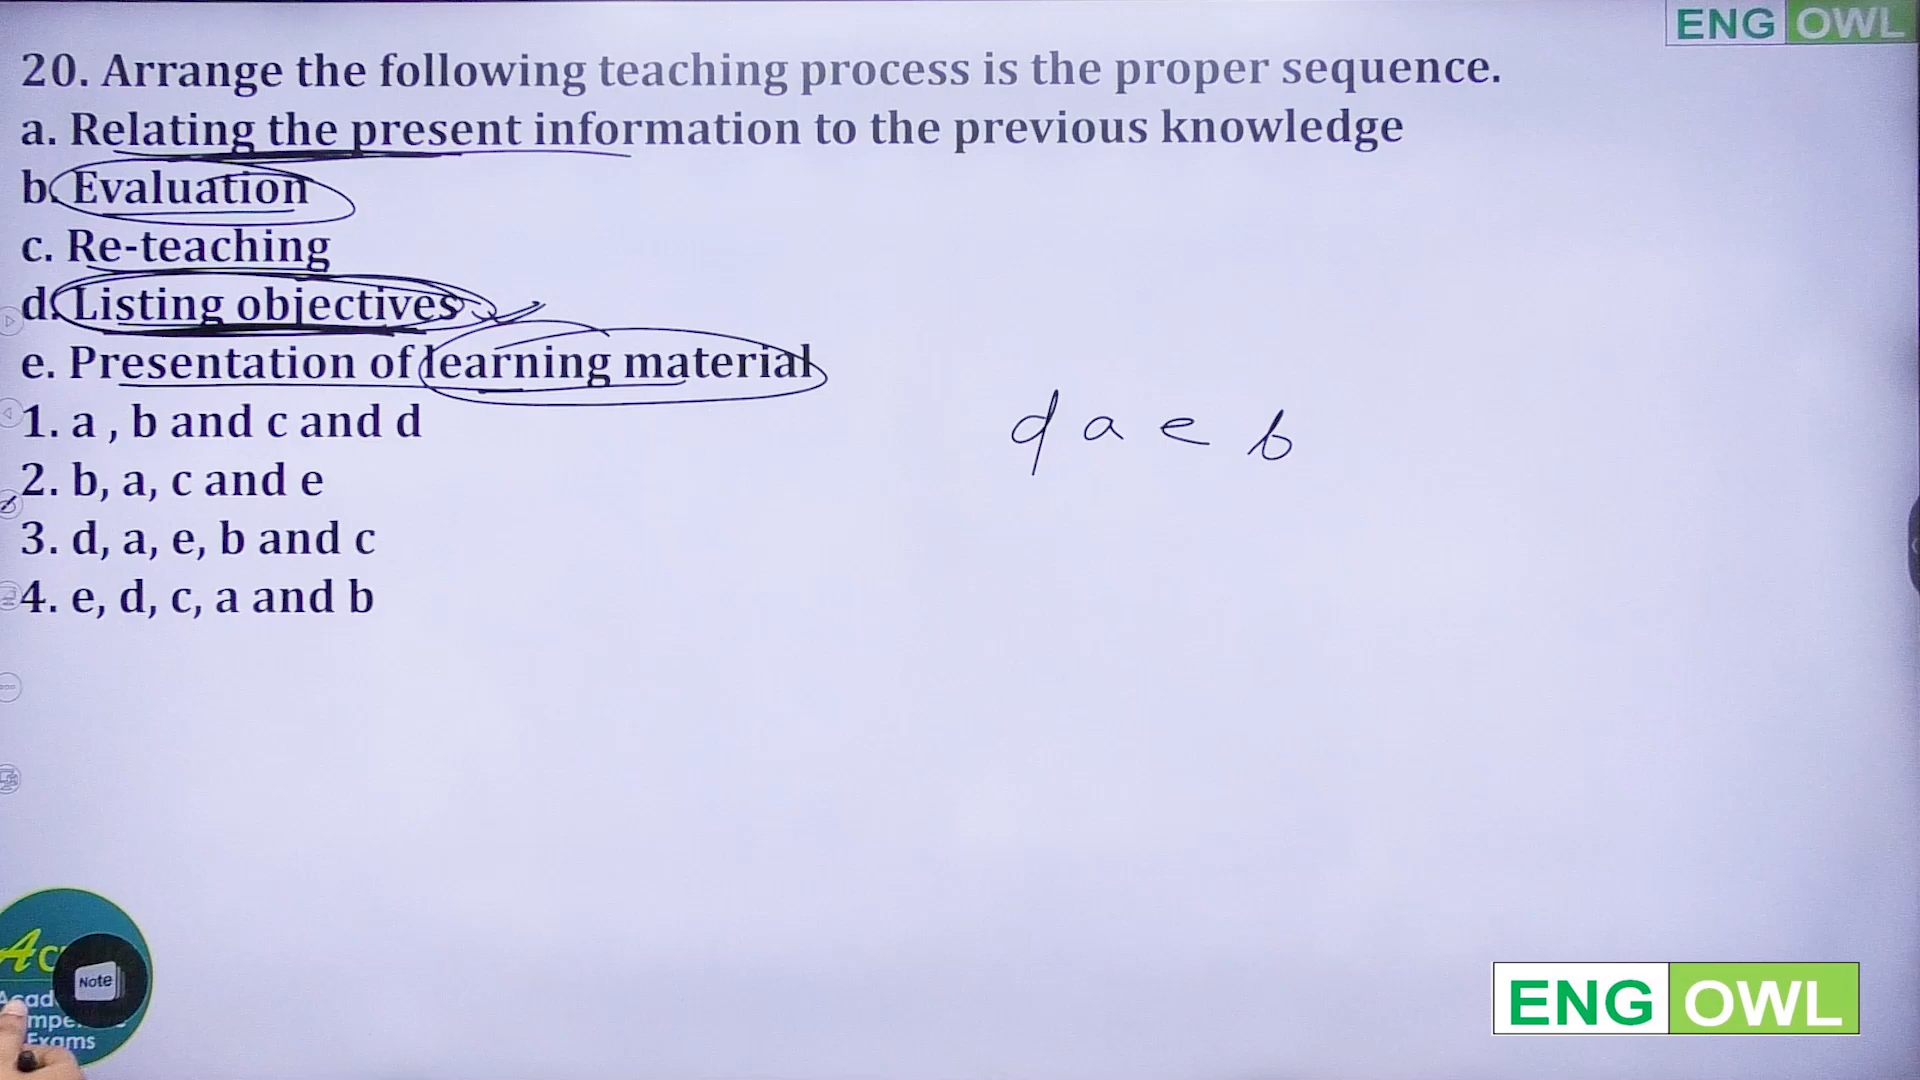 ENG OWL
20. Arrange the following teaching process is the proper sequence.
a. Relating the present information to the previous knowledge
b. Evaluation
c. Re-teaching
d. Listing objectives
e. Presentation of learning material
1. a , b and c and d
2. b, a, c and e
3. d, a, e, b and c
4. e, d, c, a and b
d a e b
Note
Exams
ENG OWL